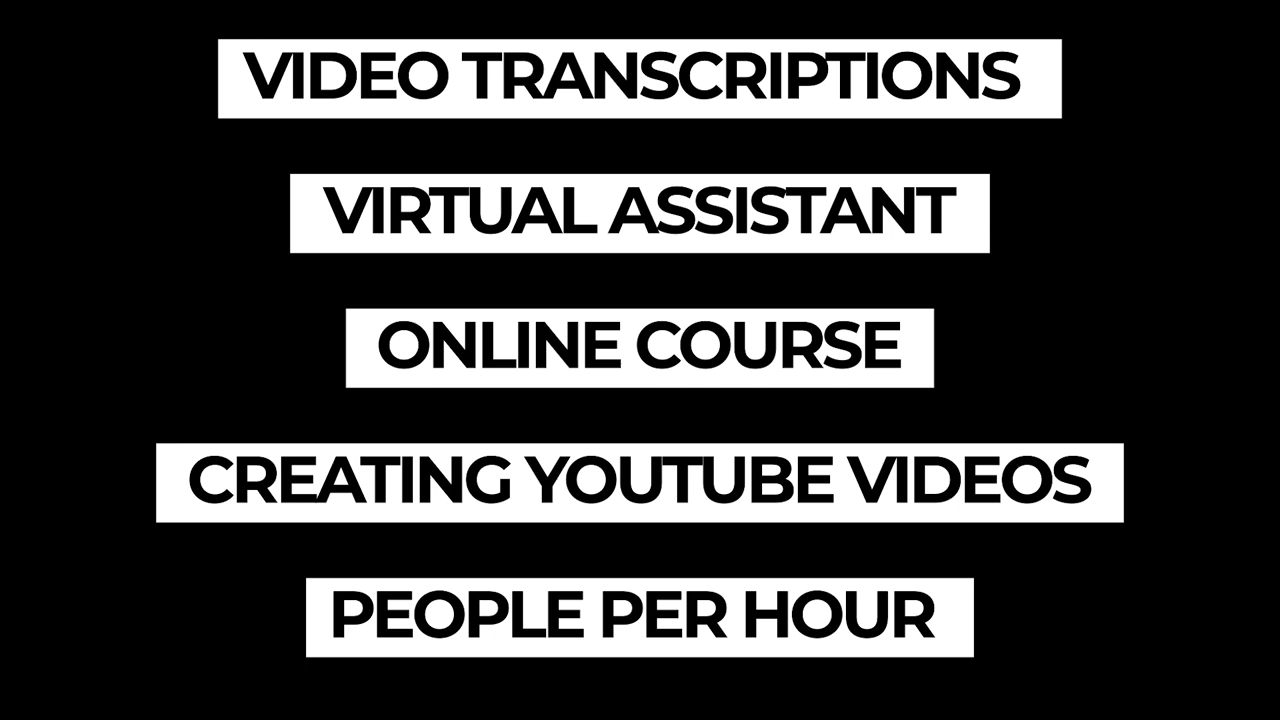 VIDEO TRANSCRIPTIONS
VIRTUAL ASSISTANT
ONLINE COURSE
CREATING YOUTUBE VIDEOS
PEOPLE PER HOUR